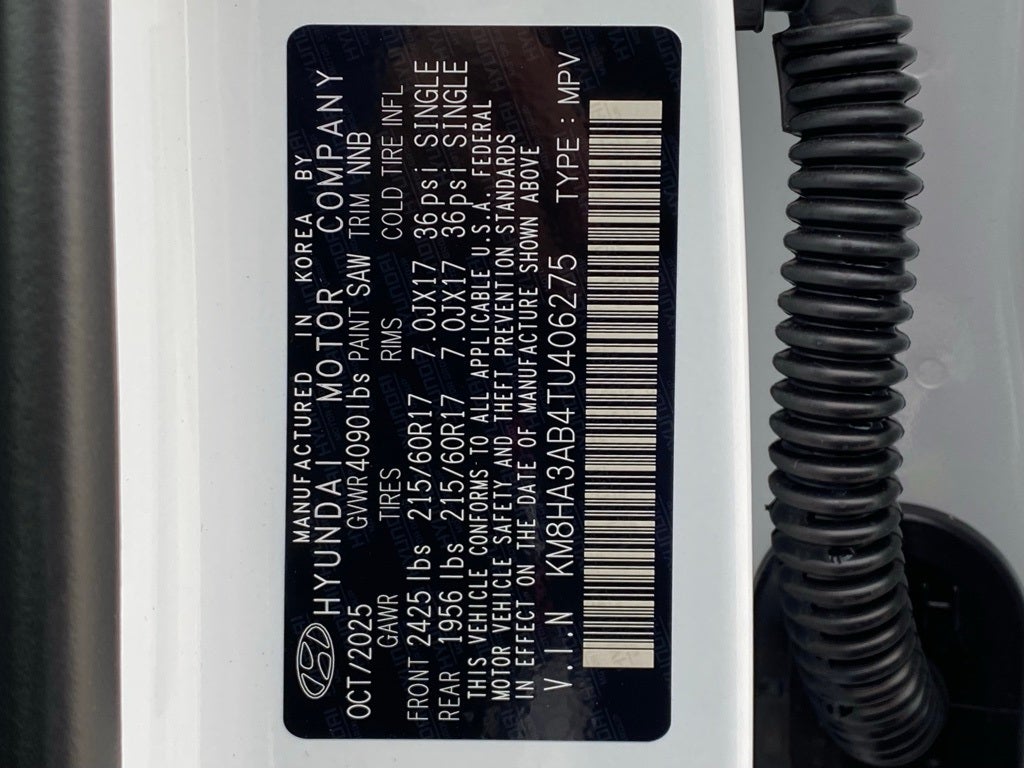 MANUFACTURED IN KOREA BY
HYUNDAI MOTOR COMPANY
OCT/2025 GVWR 4090lbs PAINT SAW TRIM NNB
GAWR TIRES RIMS COLD TIRE INFL
FRONT 2425 lbs 215/60R17 7.0JX17 36psi SINGLE
REAR 1956 lbs 215/60R17 7.0JX17 36psi SINGLE
THIS VEHICLE CONFORMS TO ALL APPLICABLE U.S.A. FEDERAL
MOTOR VEHICLE SAFETY AND THEFT PREVENTION STANDARDS
IN EFFECT ON THE DATE OF MANUFACTURE SHOWN ABOVE
V.I.N KM8HA3AB4TU406275 TYPE : MPV